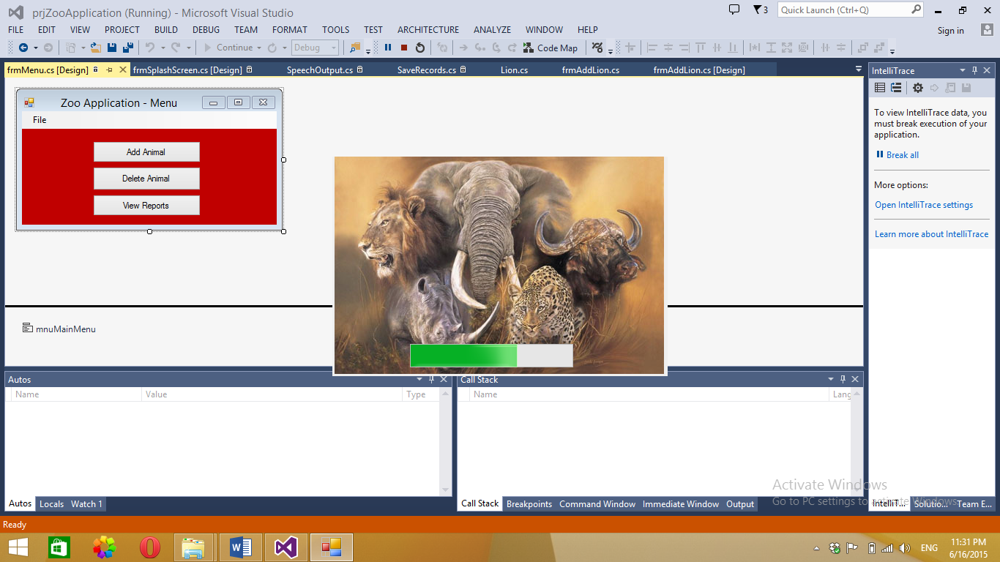 prjZooApplication (Running) - Microsoft Visual Studio
3
Quick Launch (Ctrl+Q)
FILE EDIT VIEW PROJECT BUILD DEBUG TEAM FORMAT TOOLS TEST ARCHITECTURE ANALYZE WINDOW HELP
Sign in
Continue Debug Code Map
frmMenu.cs [Design] frmSplashScreen.cs [Design] SpeechOutput.cs SaveRecords.cs Lion.cs frmAddLion.cs frmAddLion.cs [Design]
Zoo Application - Menu
File
Add Animal
Delete Animal
View Reports
mnuMainMenu
IntelliTrace
To view IntelliTrace data, you
must break execution of your
application.
Break all
More options:
Open IntelliTrace settings
Learn more about IntelliTrace
Autos
Name Value Type
Autos Locals Watch 1
Call Stack
Name Lang
Call Stack Breakpoints Command Window Immediate Window Output
Activate Windows
Go to PC settings to activate Windows.
IntelliT... Solutio... Team E...
Ready
ENG
11:31 PM
6/16/2015